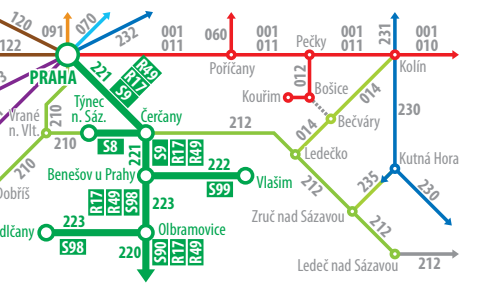 120
091
070
232
001
011
060
001
011
Pečky
001
011
231
001
010
122
PRAHA
221
R49
R17
S9
Poříčany
012
Kolín
Kouřim
Bošice
014
230
Týnec
n. Sáz.
Čerčany
Vrané
n. Vlt.
210
210
S8
212
014
Bečváry
221
S9
R17
R49
Ledečko
Kutná Hora
210
Benešov u Prahy
222
S99
Vlašim
212
235
230
Dobříš
R17
R49
S98
223
Zruč nad Sázavou
212
223
dlčany
S98
Olbramovice
220
S90
R17
R49
Ledeč nad Sázavou
212